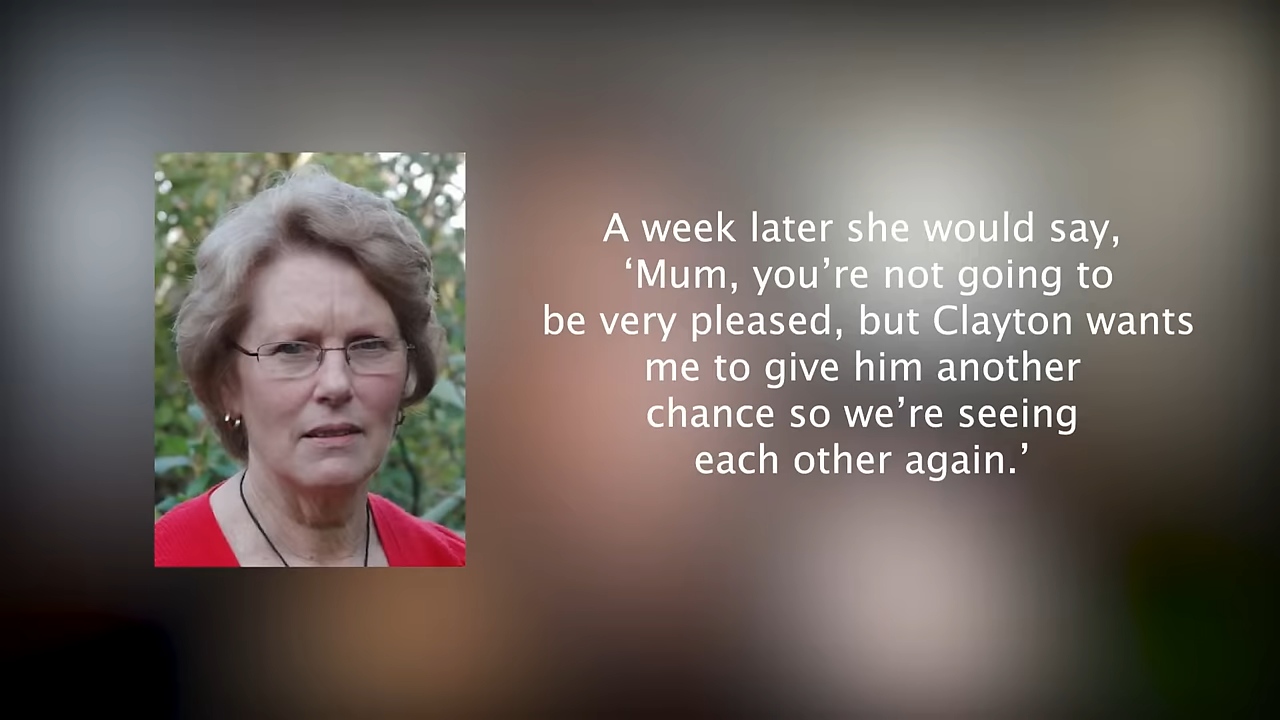 A week later she would say,
‘Mum, you’re not going to
be very pleased, but Clayton wants
me to give him another
chance so we’re seeing
each other again.’